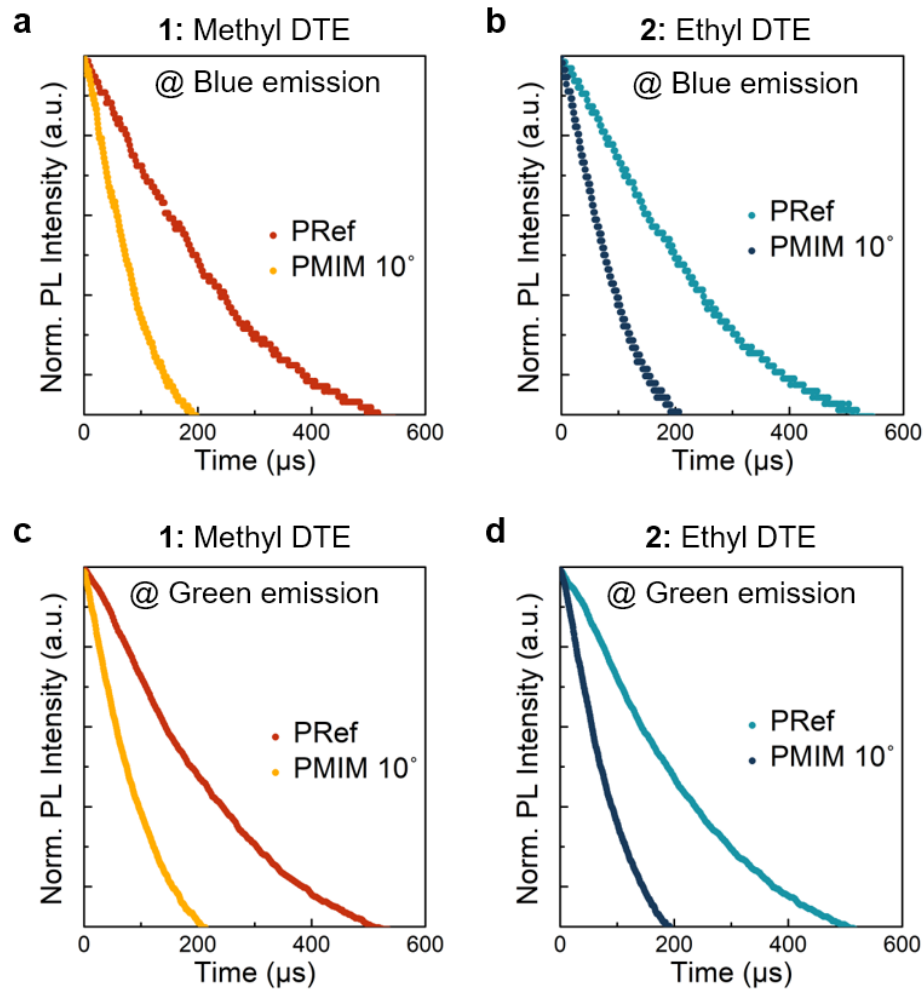 a
1: Methyl DTE
@ Blue emission
Norm. PL Intensity (a.u.)
PRef
PMIM 10°
0 200 400 600
Time (µs)
b
2: Ethyl DTE
@ Blue emission
Norm. PL Intensity (a.u.)
PRef
PMIM 10°
0 200 400 600
Time (µs)
c
1: Methyl DTE
@ Green emission
Norm. PL Intensity (a.u.)
PRef
PMIM 10°
0 200 400 600
Time (µs)
d
2: Ethyl DTE
@ Green emission
Norm. PL Intensity (a.u.)
PRef
PMIM 10°
0 200 400 600
Time (µs)